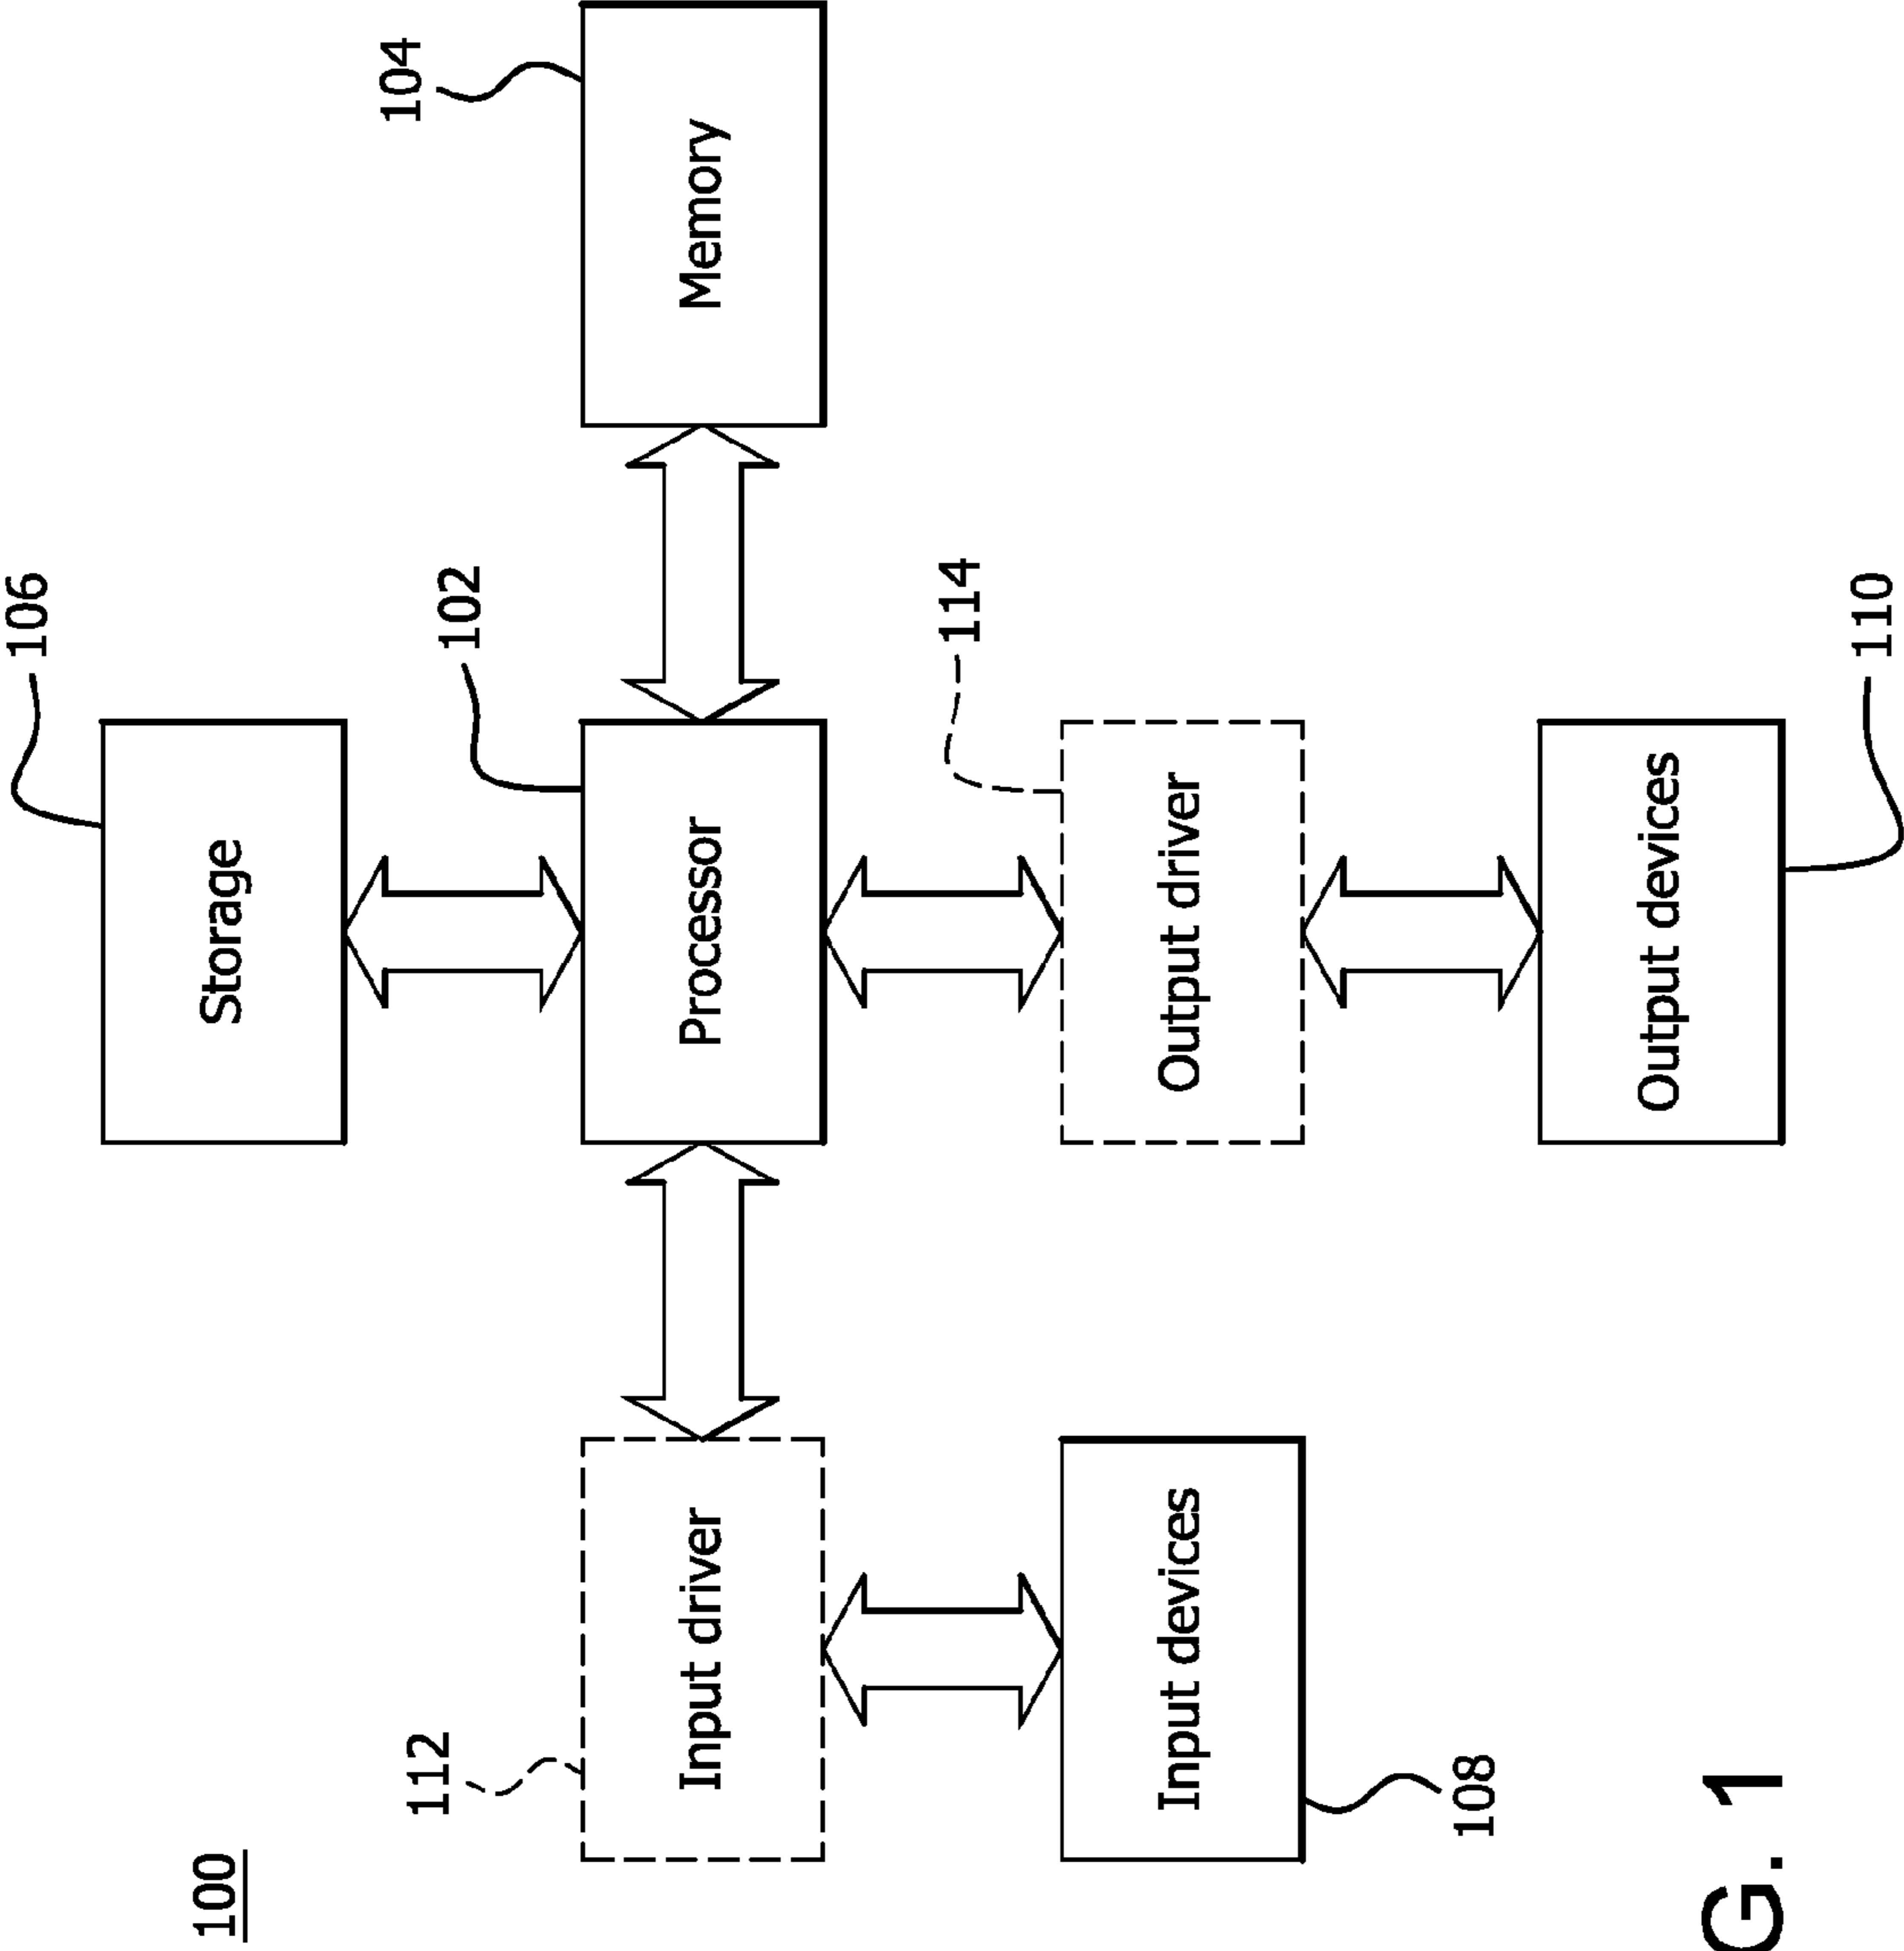 100
106
Storage
112
102
104
Input driver
Processor
Memory
114
Input devices
Output driver
108
Output devices
110
G. 1